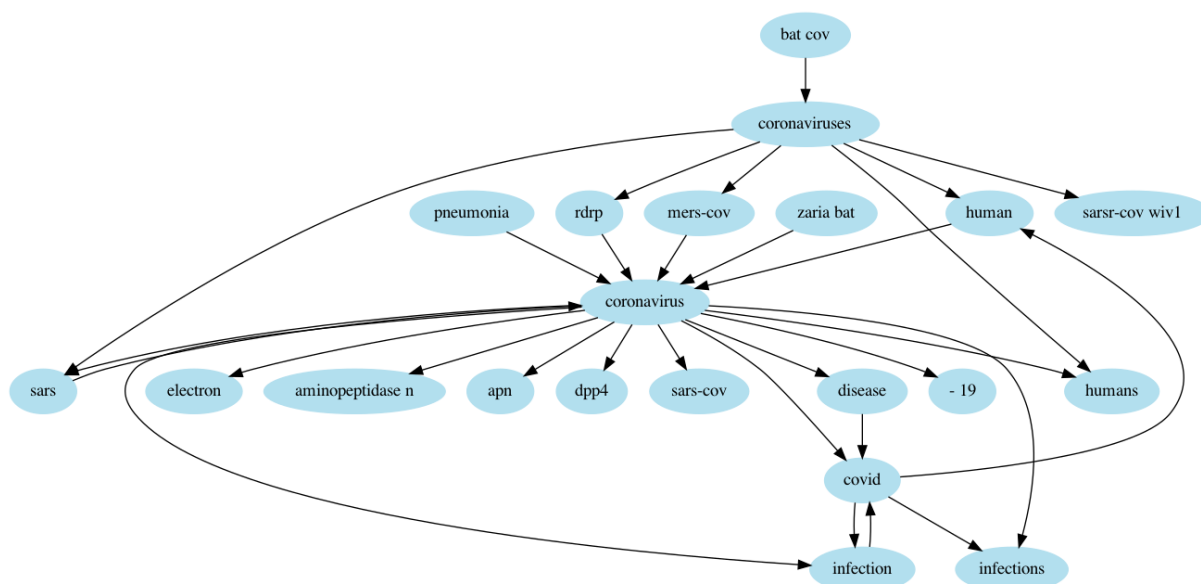 bat cov
coronaviruses
pneumonia
rdrp
mers-cov
zaria bat
human
sarsr-cov wiv1
coronavirus
sars
electron
aminopeptidase n
apn
dpp4
sars-cov
disease
- 19
humans
covid
infection
infections